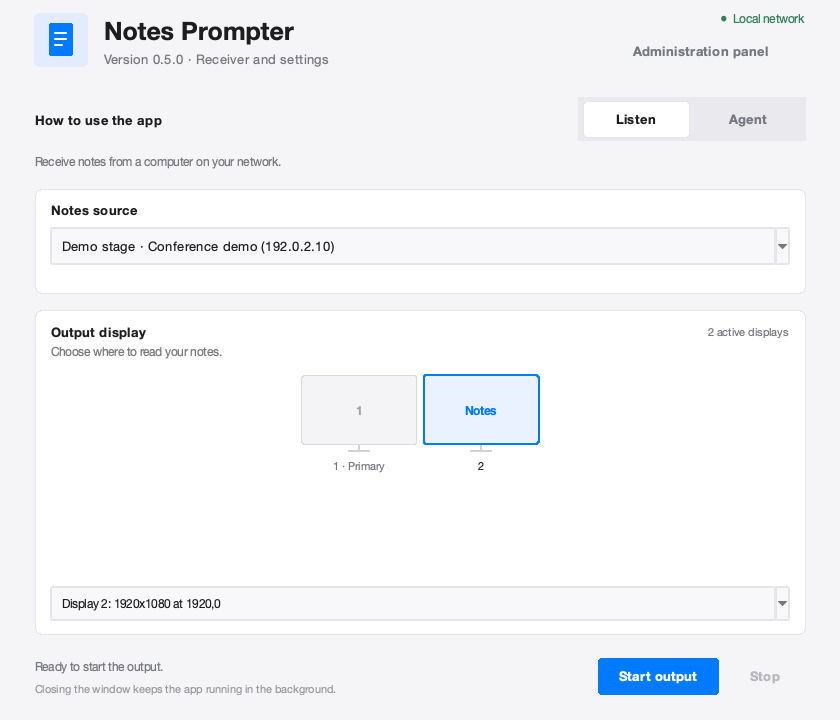 Notes Prompter
Version 0.5.0 · Receiver and settings
Local network
Administration panel
How to use the app
Listen
Agent
Receive notes from a computer on your network.
Notes source
Demo stage · Conference demo (192.0.2.10)
Output display
2 active displays
Choose where to read your notes.
1
Notes
1 · Primary
2
Display 2: 1920x1080 at 1920,0
Ready to start the output.
Start output
Stop
Closing the window keeps the app running in the background.